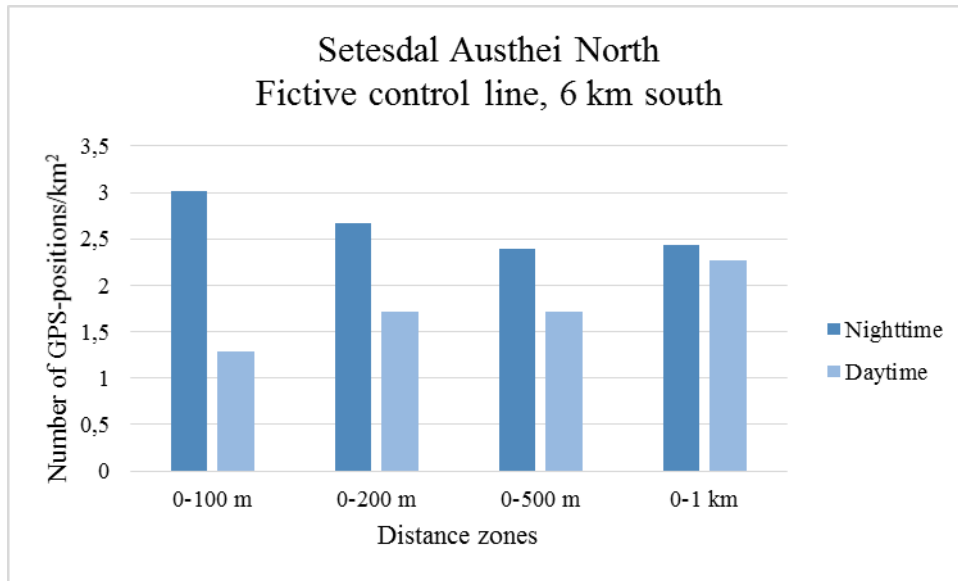 Setesdal Austhei North
Fictive control line, 6 km south
Number of GPS-positions/km²
3,5
3
2,5
2
1,5
1
0,5
0
0-100 m
0-200 m
0-500 m
0-1 km
Distance zones
Nighttime
Daytime